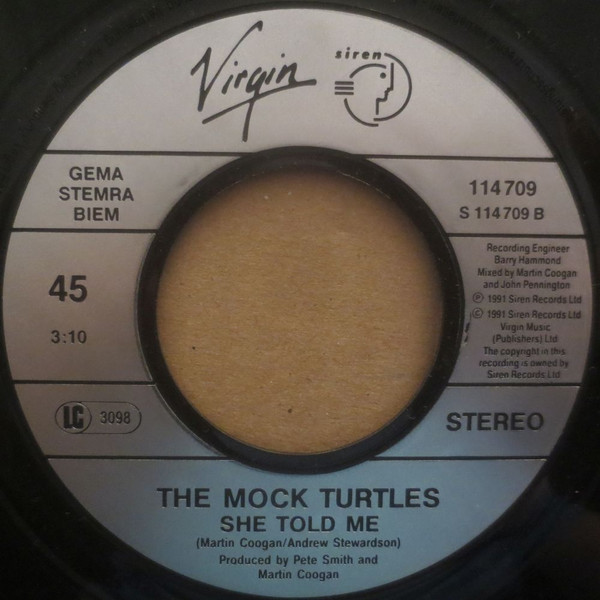 Virgin
siren
GEMA
STEMRA
BIEM
114 709
S 114 709 B
45
3:10
Recording Engineer
Barry Hammond
Mixed by Martin Coogan
and John Pennington
Ⓟ 1991 Siren Records Ltd
© 1991 Siren Records Ltd
Virgin Music
(Publishers) Ltd
The copyright in this
recording is owned by
Siren Records Ltd.
LC 3098
STEREO
THE MOCK TURTLES
SHE TOLD ME
(Martin Coogan/Andrew Stewardson)
Produced by Pete Smith and
Martin Coogan